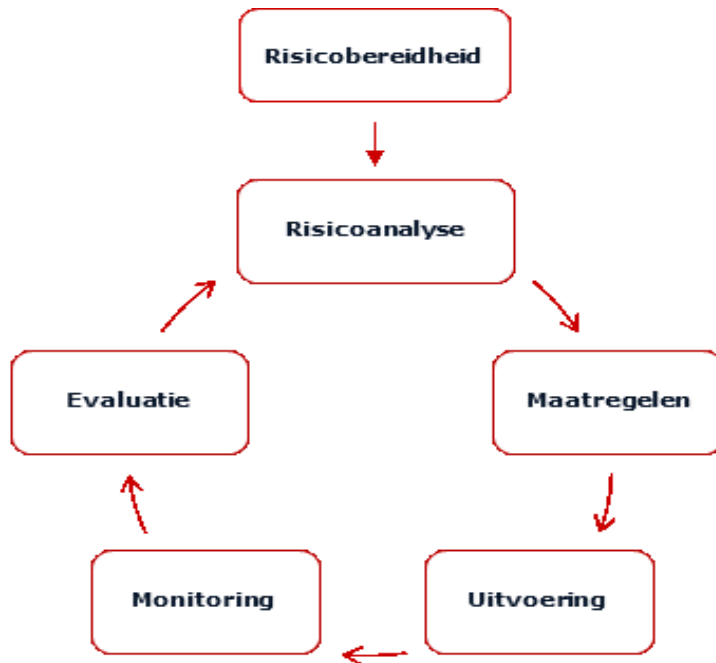 Risicobereidheid
Risicoanalyse
Evaluatie
Maatregelen
Monitoring
Uitvoering